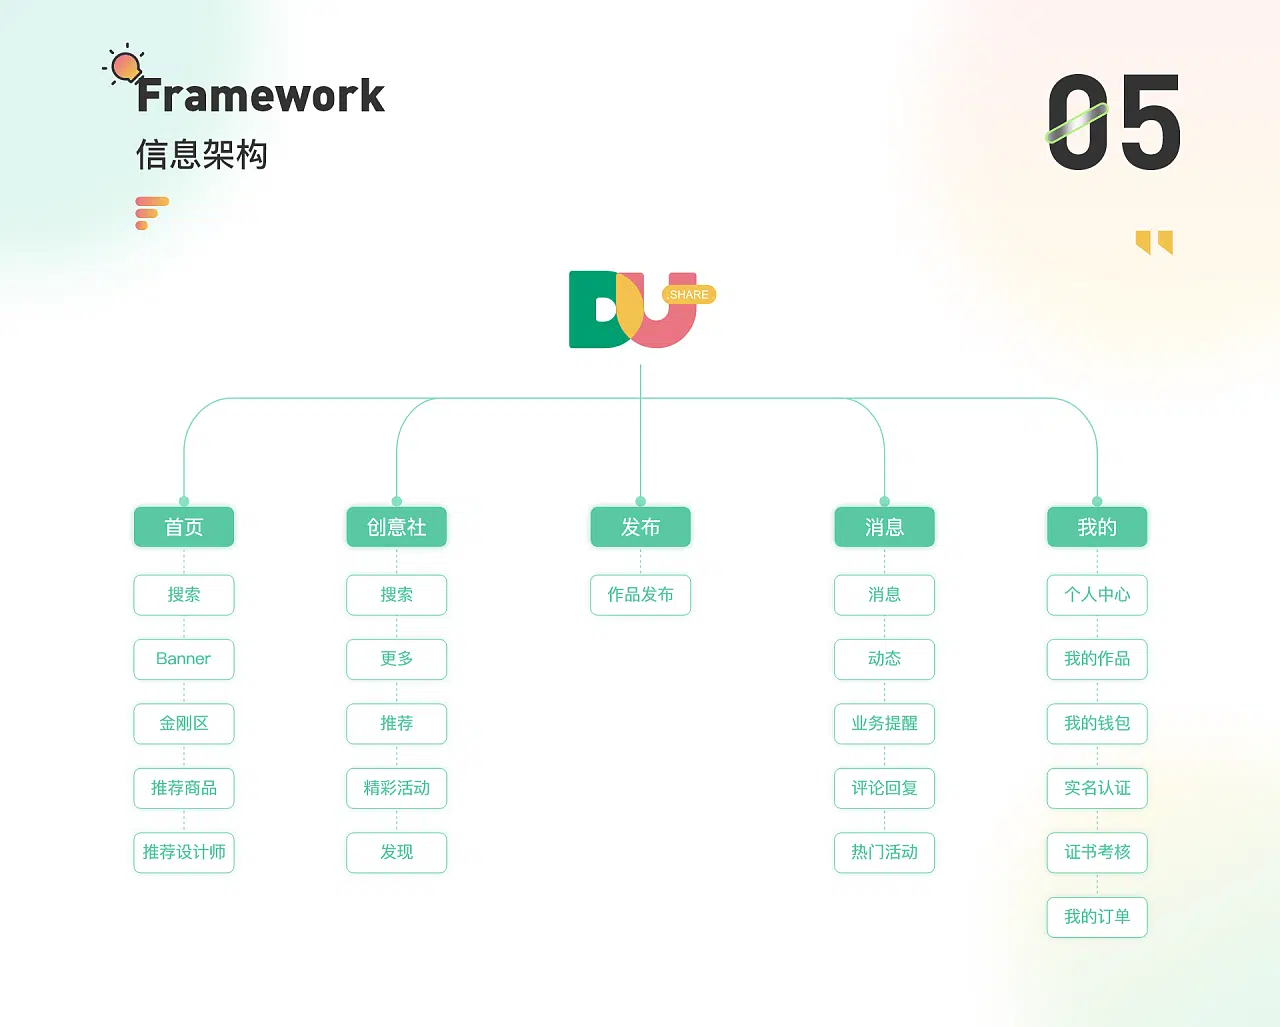 Framework
信息架构
05
DU
.SHARE
首页
搜索
Banner
金刚区
推荐商品
推荐设计师
创意社
搜索
更多
推荐
精彩活动
发现
发布
作品发布
消息
消息
动态
业务提醒
评论回复
热门活动
我的
个人中心
我的作品
我的钱包
实名认证
证书考核
我的订单